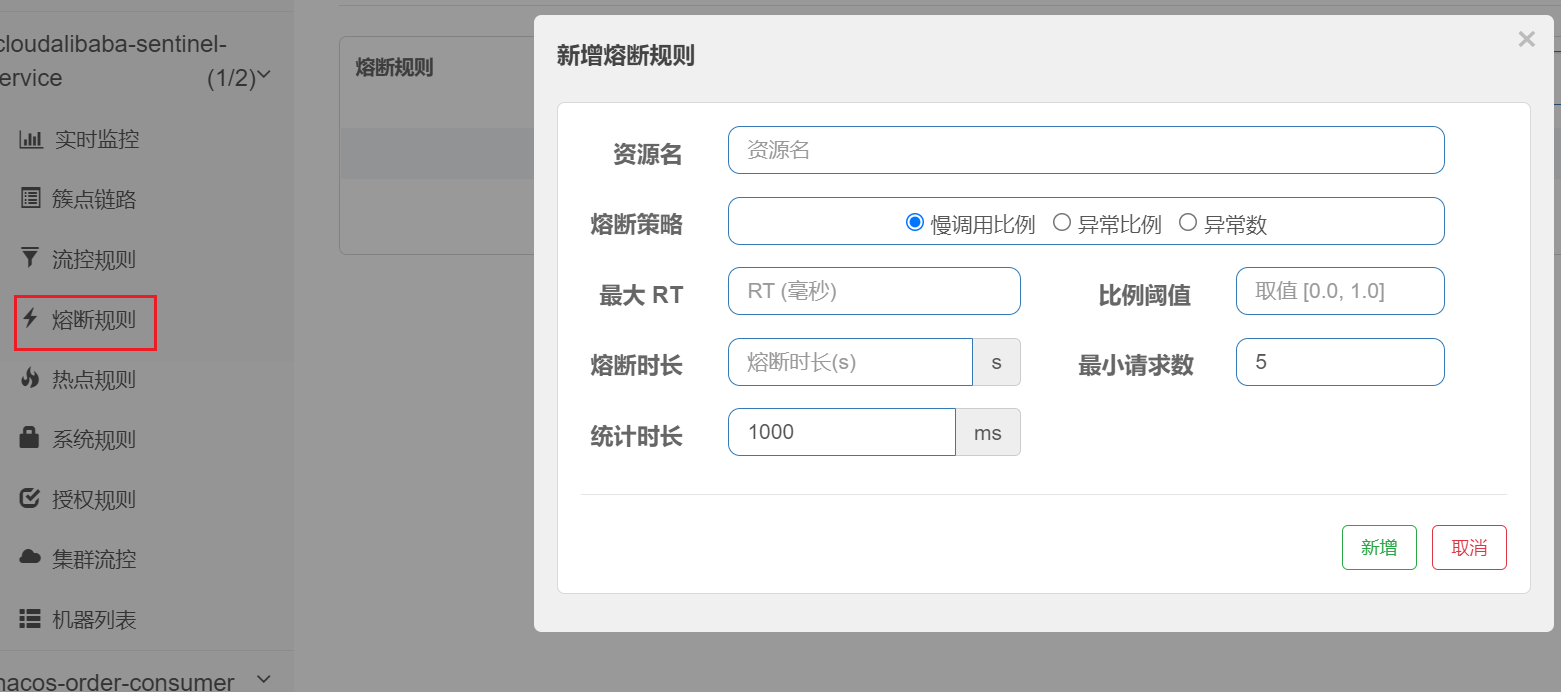 cloudalibaba-sentinel-
ervice (1/2)
实时监控
簇点链路
流控规则
熔断规则
热点规则
系统规则
授权规则
集群流控
机器列表
nacos-order-consumer
熔断规则
新增熔断规则
×
资源名 资源名
熔断策略 慢调用比例 异常比例 异常数
最大 RT RT (毫秒) 比例阈值 取值 [0.0, 1.0]
熔断时长 熔断时长(s) s 最小请求数 5
统计时长 1000 ms
新增 取消